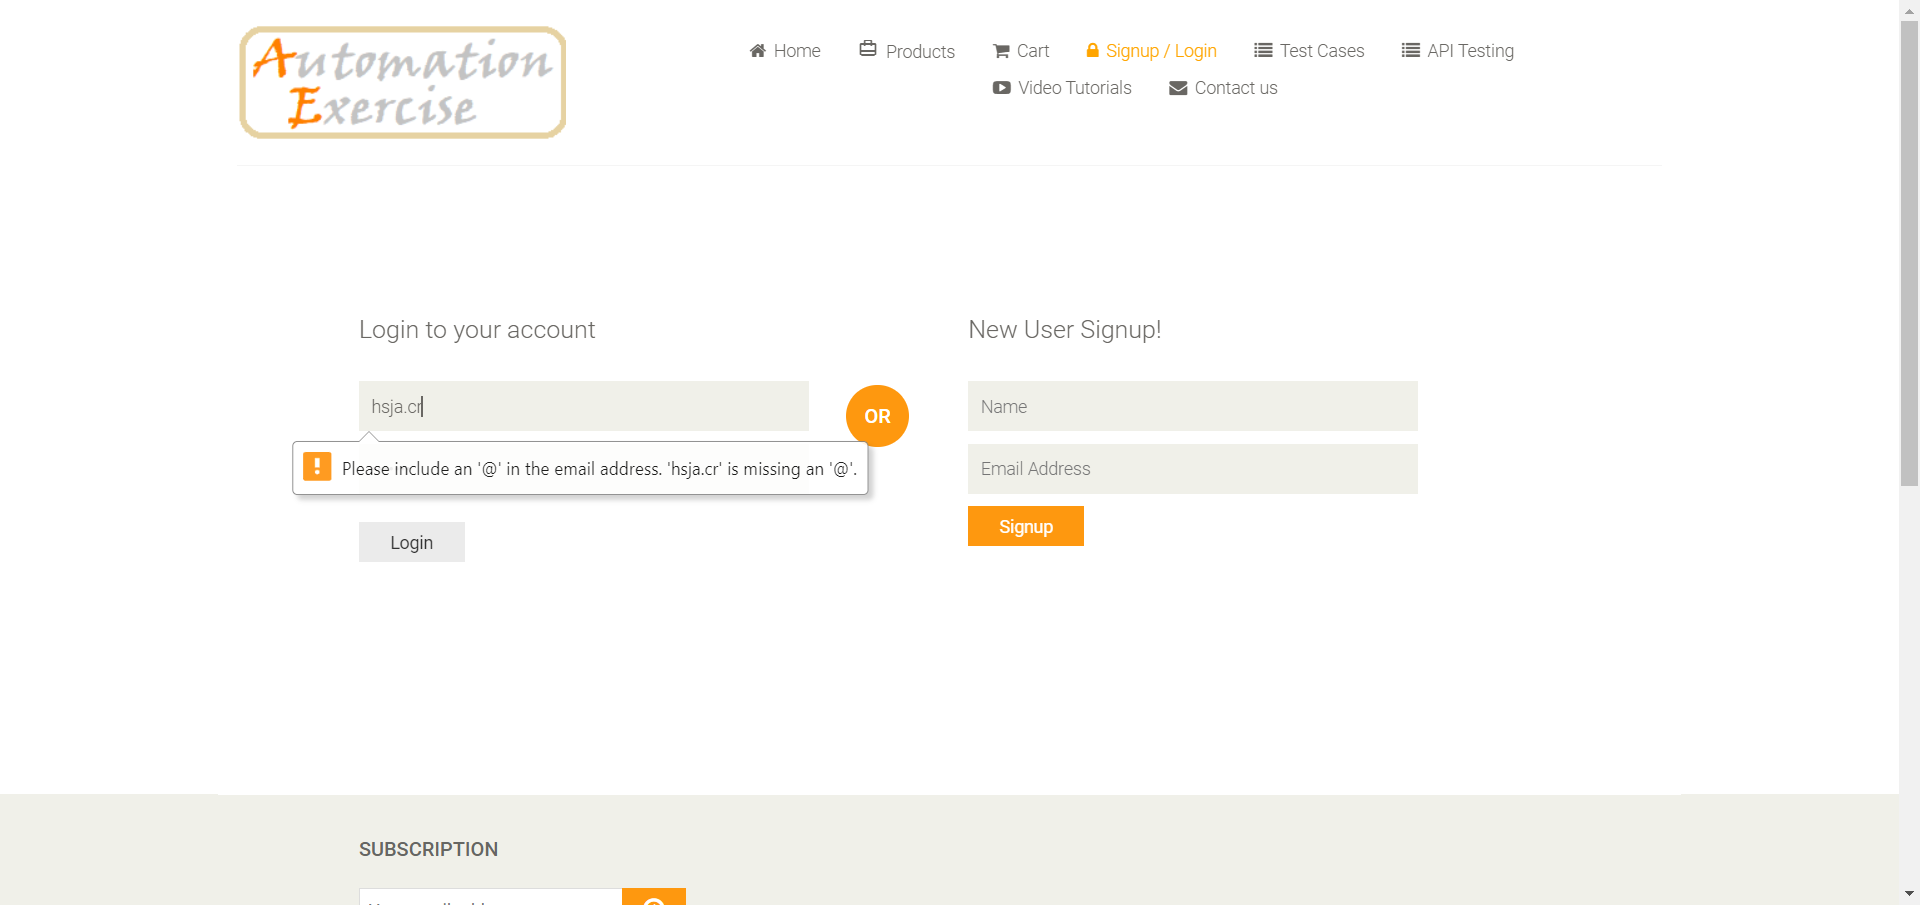 Automation
Exercise
Home
Products
Cart
Signup / Login
Test Cases
API Testing
Video Tutorials
Contact us
Login to your account
hsja.cr
Please include an '@' in the email address. 'hsja.cr' is missing an '@'.
Login
OR
New User Signup!
Name
Email Address
Signup
SUBSCRIPTION